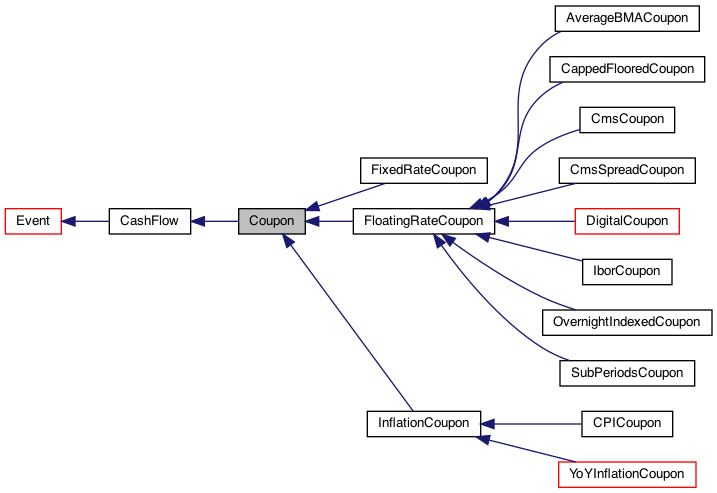 Event
CashFlow
Coupon
FixedRateCoupon
FloatingRateCoupon
InflationCoupon
AverageBMACoupon
CappedFlooredCoupon
CmsCoupon
CmsSpreadCoupon
DigitalCoupon
IborCoupon
OvernightIndexedCoupon
SubPeriodsCoupon
CPICoupon
YoYInflationCoupon